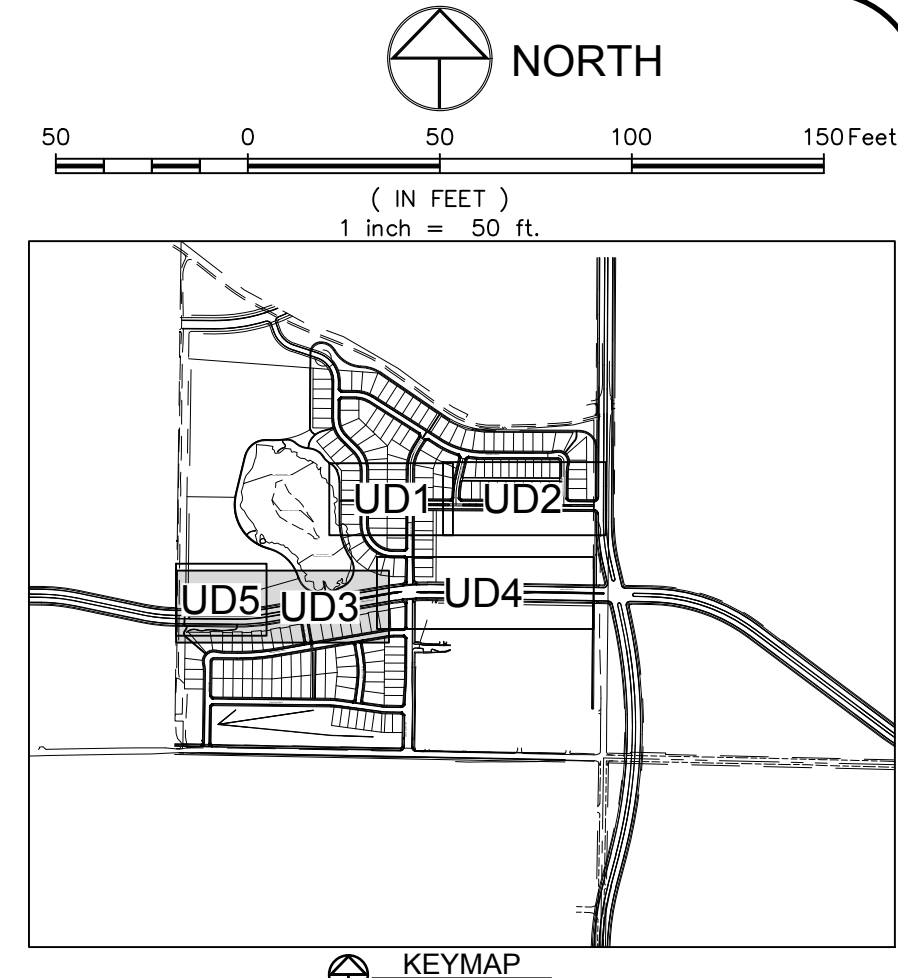 NORTH
50 0 50 100 150 Feet
( IN FEET )
1 inch = 50 ft.
UD1 UD2
UD5 UD3 UD4
KEYMAP